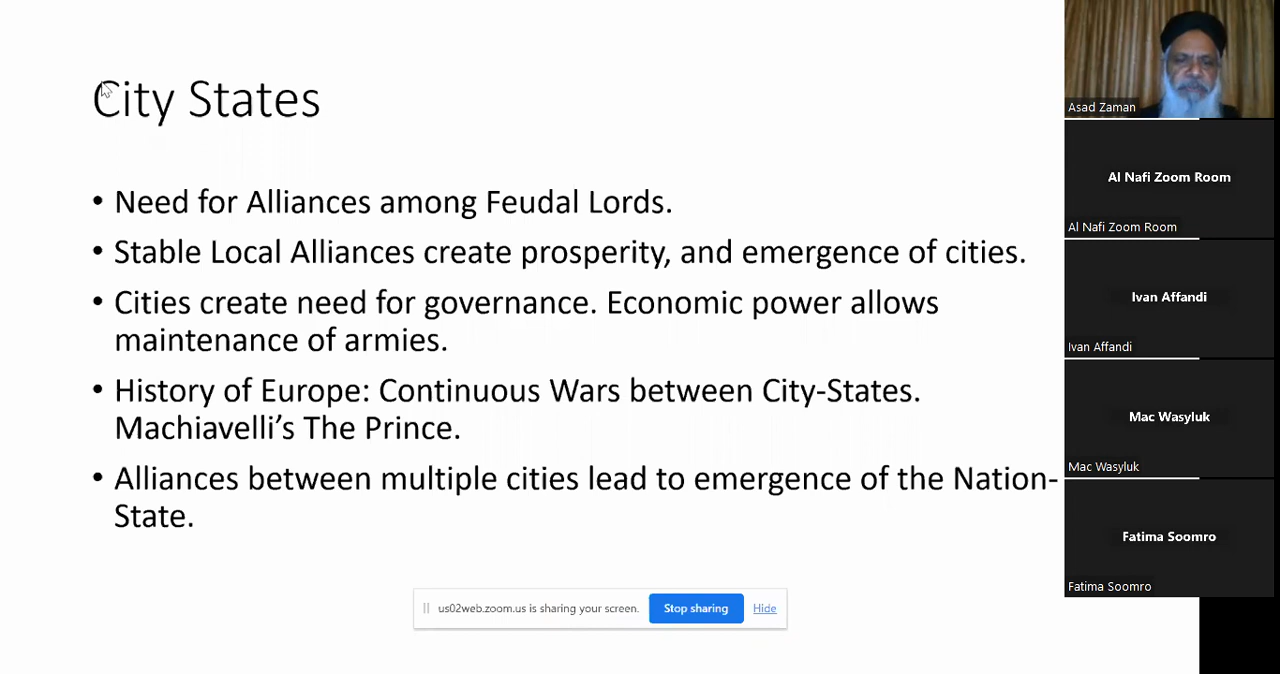 City States
• Need for Alliances among Feudal Lords.
• Stable Local Alliances create prosperity, and emergence of cities.
• Cities create need for governance. Economic power allows
maintenance of armies.
• History of Europe: Continuous Wars between City-States.
Machiavelli's The Prince.
• Alliances between multiple cities lead to emergence of the Nation-
State.
us02web.zoom.us is sharing your screen.
Stop sharing
Hide
Asad Zaman
Al Nafi Zoom Room
Al Nafi Zoom Room
Ivan Affandi
Ivan Affandi
Mac Wasyluk
Mac Wasyluk
Fatima Soomro
Fatima Soomro